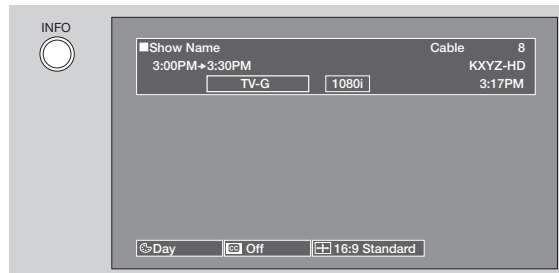 INFO
■Show Name Cable 8
3:00PM→3:30PM KXYZ-HD
TV-G 1080i 3:17PM
Day CC Off 16:9 Standard